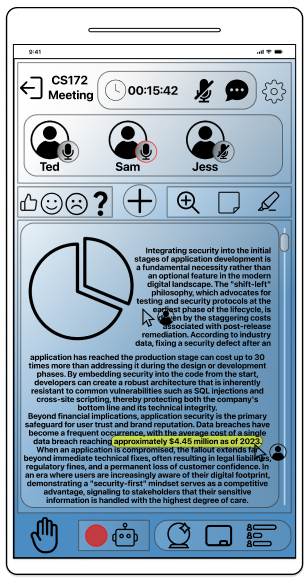 9:41
CS172
Meeting
00:15:42
Ted
Sam
Jess
?
Integrating security into the initial
stages of application development is
a fundamental necessity rather than
an optional feature in the modern
digital landscape. The "shift-left"
philosophy, which advocates for
testing and security protocols at the
earliest phase of the lifecycle, is
driven by the staggering costs
associated with post-release
remediation. According to industry
data, fixing a security defect after an
application has reached the production stage can cost up to 30
times more than addressing it during the design or development
phases. By embedding security into the code from the start,
developers can create a robust architecture that is inherently
resistant to common vulnerabilities such as SQL injections and
cross-site scripting, thereby protecting both the company's
bottom line and its technical integrity.
Beyond financial implications, application security is the primary
safeguard for user trust and brand reputation. Data breaches have
become a frequent occurrence, with the average cost of a single
data breach reaching approximately $4.45 million as of 2023.
When an application is compromised, the fallout extends far
beyond immediate technical fixes, often resulting in legal liabilities,
regulatory fines, and a permanent loss of customer confidence. In
an era where users are increasingly aware of their digital footprint,
demonstrating a "security-first" mindset serves as a competitive
advantage, signaling to stakeholders that their sensitive
information is handled with the highest degree of care.